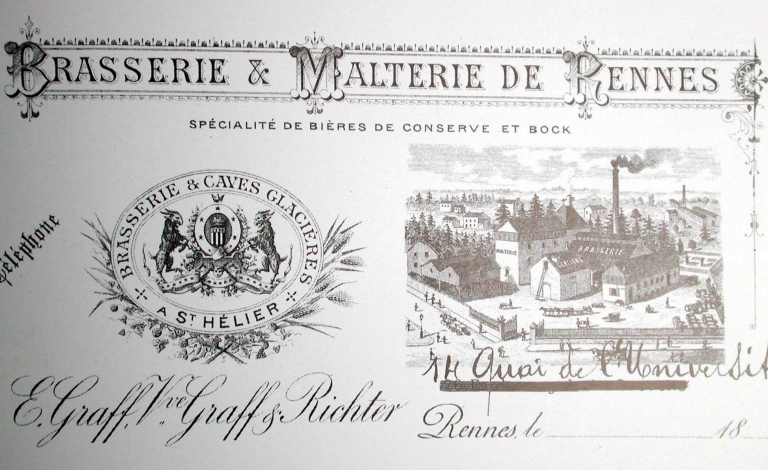 BRASSERIE & MALTERIE DE RENNES
SPÉCIALITÉ DE BIÈRES DE CONSERVE ET BOCK
Téléphone
BRASSERIE & CAVES GLACIÈRES
A ST HÉLIER
MALTERIE
BRASSERIE
E. Graff, Vve Graff & Richter
14 Quai de l'Universit
Rennes, le 18